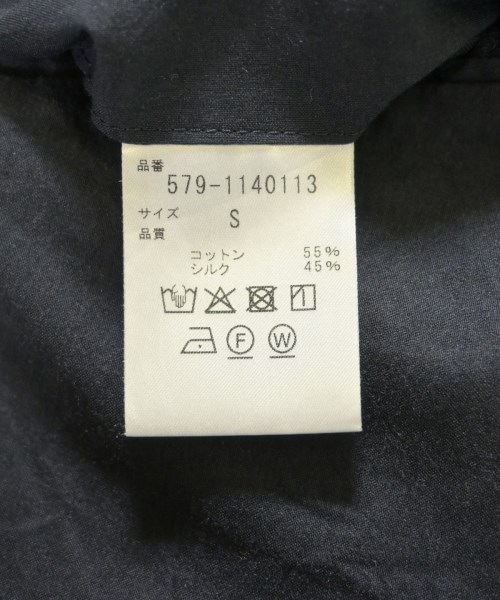 品番
579-1140113
サイズ S
品質
コットン 55%
シルク 45%
F W